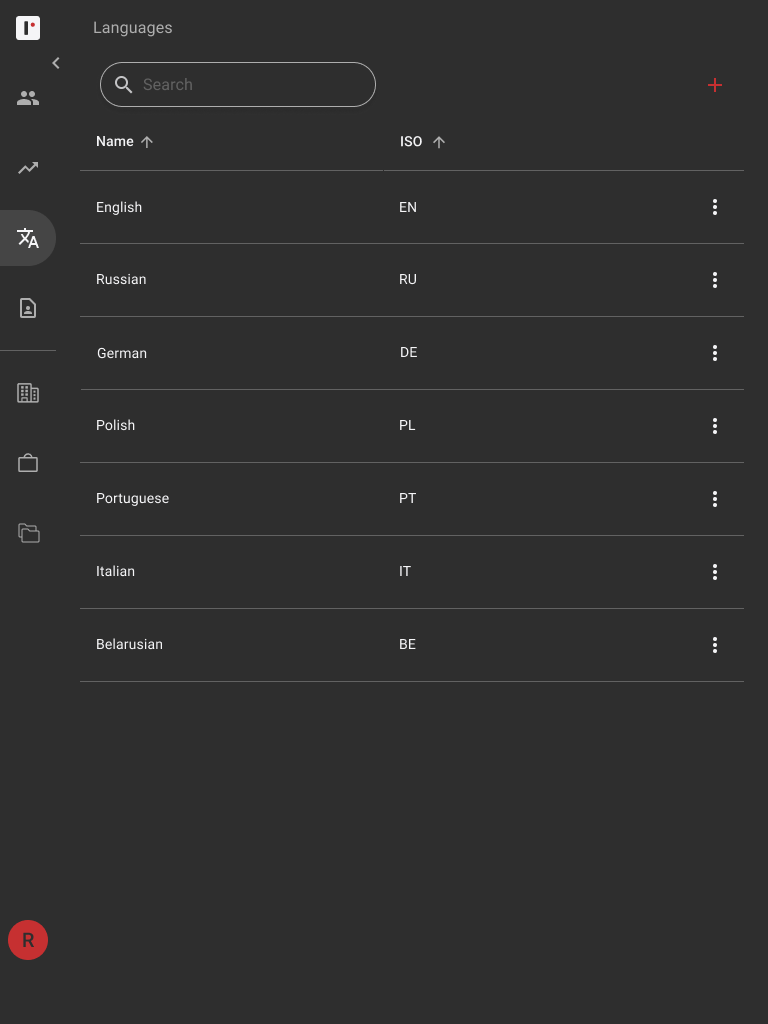 Languages
Search
Name ISO
English EN
Russian RU
German DE
Polish PL
Portuguese PT
Italian IT
Belarusian BE
R